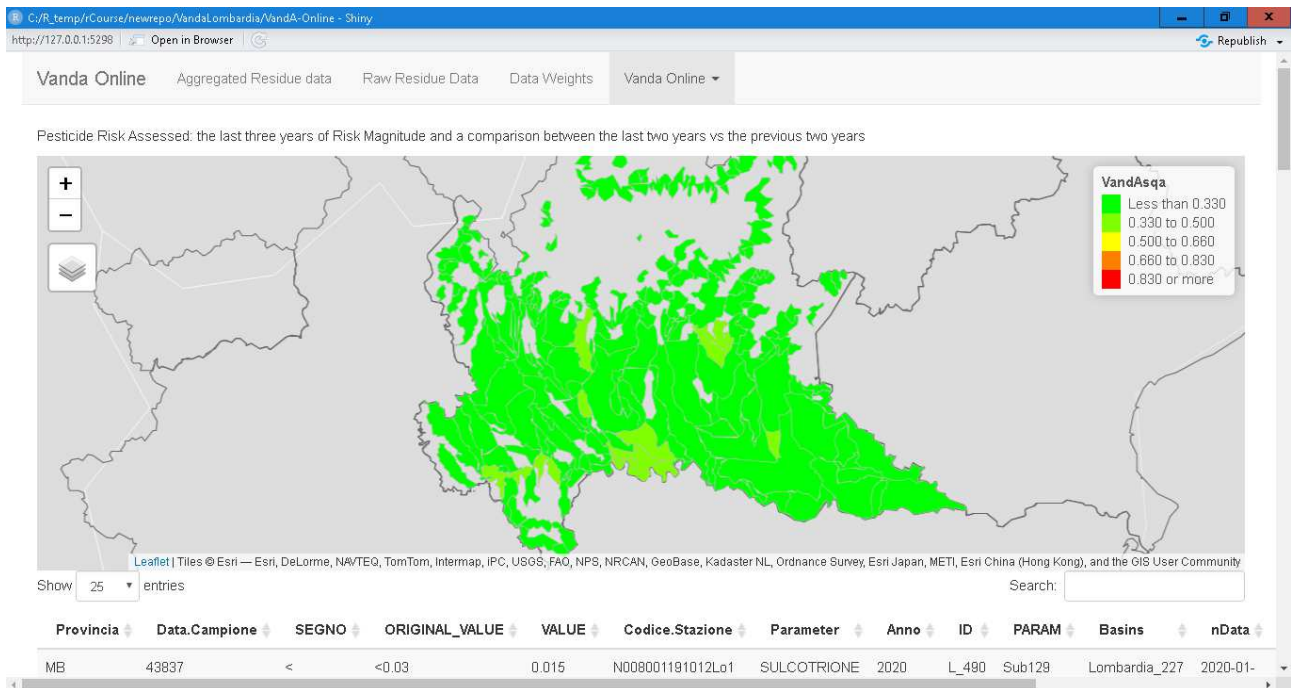 C:/R_temp/rCourse/newrepo/VandaLombardia/VandA-Online - Shiny
http://127.0.0.1:5298 Open in Browser Republish
Vanda Online Aggregated Residue data Raw Residue Data Data Weights Vanda Online
Pesticide Risk Assessed: the last three years of Risk Magnitude and a comparison between the last two years vs the previous two years
+
−
VandAsqa
Less than 0.330
0.330 to 0.500
0.500 to 0.660
0.660 to 0.830
0.830 or more
Leaflet | Tiles © Esri — Esri, DeLorme, NAVTEQ, TomTom, Intermap, iPC, USGS, FAO, NPS, NRCAN, GeoBase, Kadaster NL, Ordnance Survey, Esri Japan, METI, Esri China (Hong Kong), and the GIS User Community
Show 25 entries Search:
Provincia Data.Campione SEGNO ORIGINAL_VALUE VALUE Codice.Stazione Parameter Anno ID PARAM Basins nData
MB 43837 < <0.03 0.015 N008001191012Lo1 SULCOTRIONE 2020 L_490 Sub129 Lombardia_227 2020-01-